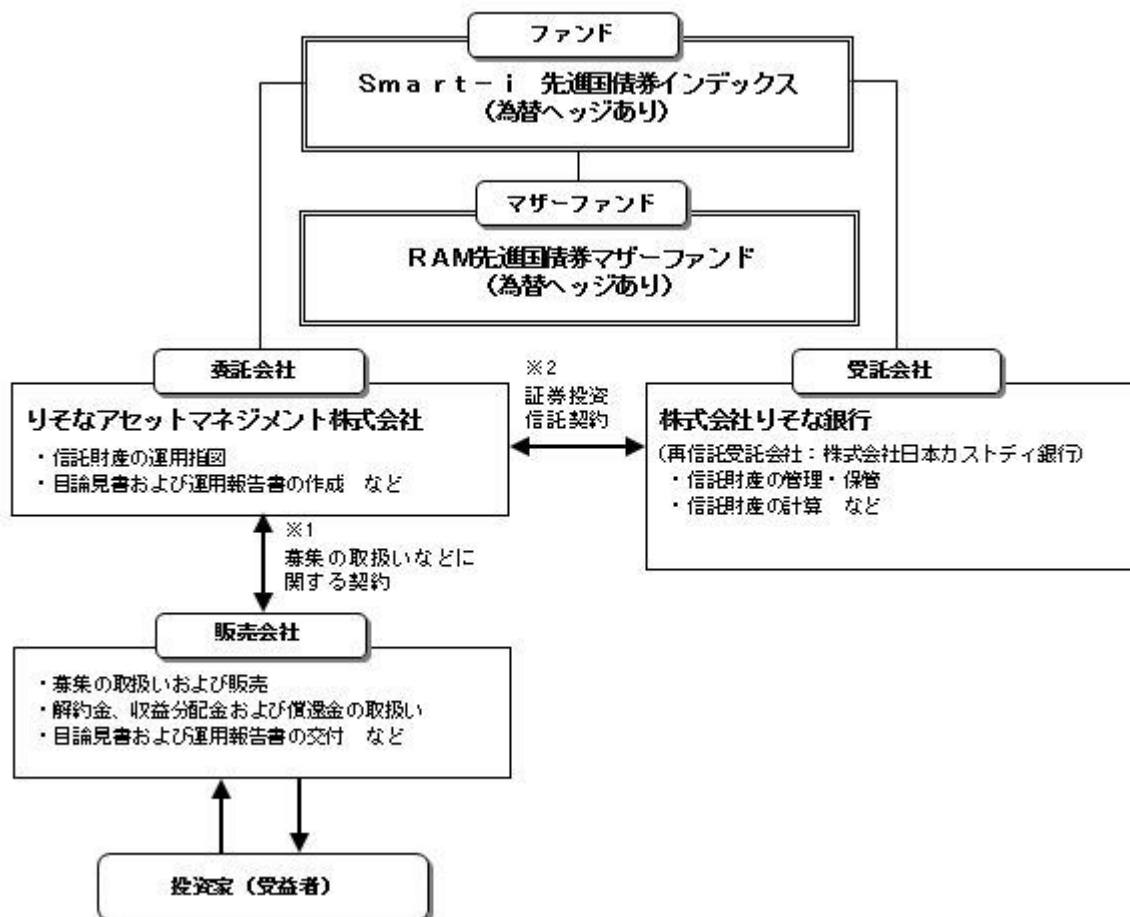 ファンド
Ｓｍａｒｔ－ｉ　先進国債券インデックス
（為替ヘッジあり）
マザーファンド
ＲＡＭ先進国債券マザーファンド
（為替ヘッジあり）
委託会社
りそなアセットマネジメント株式会社
・信託財産の運用指図
・目論見書および運用報告書の作成　など
※2
証券投資
信託契約
受託会社
株式会社りそな銀行
（再信託受託会社：株式会社日本カストディ銀行）
・信託財産の管理・保管
・信託財産の計算　など
※1
募集の取扱いなどに
関する契約
販売会社
・募集の取扱いおよび販売
・解約金、収益分配金および償還金の取扱い
・目論見書および運用報告書の交付　など
投資家（受益者）